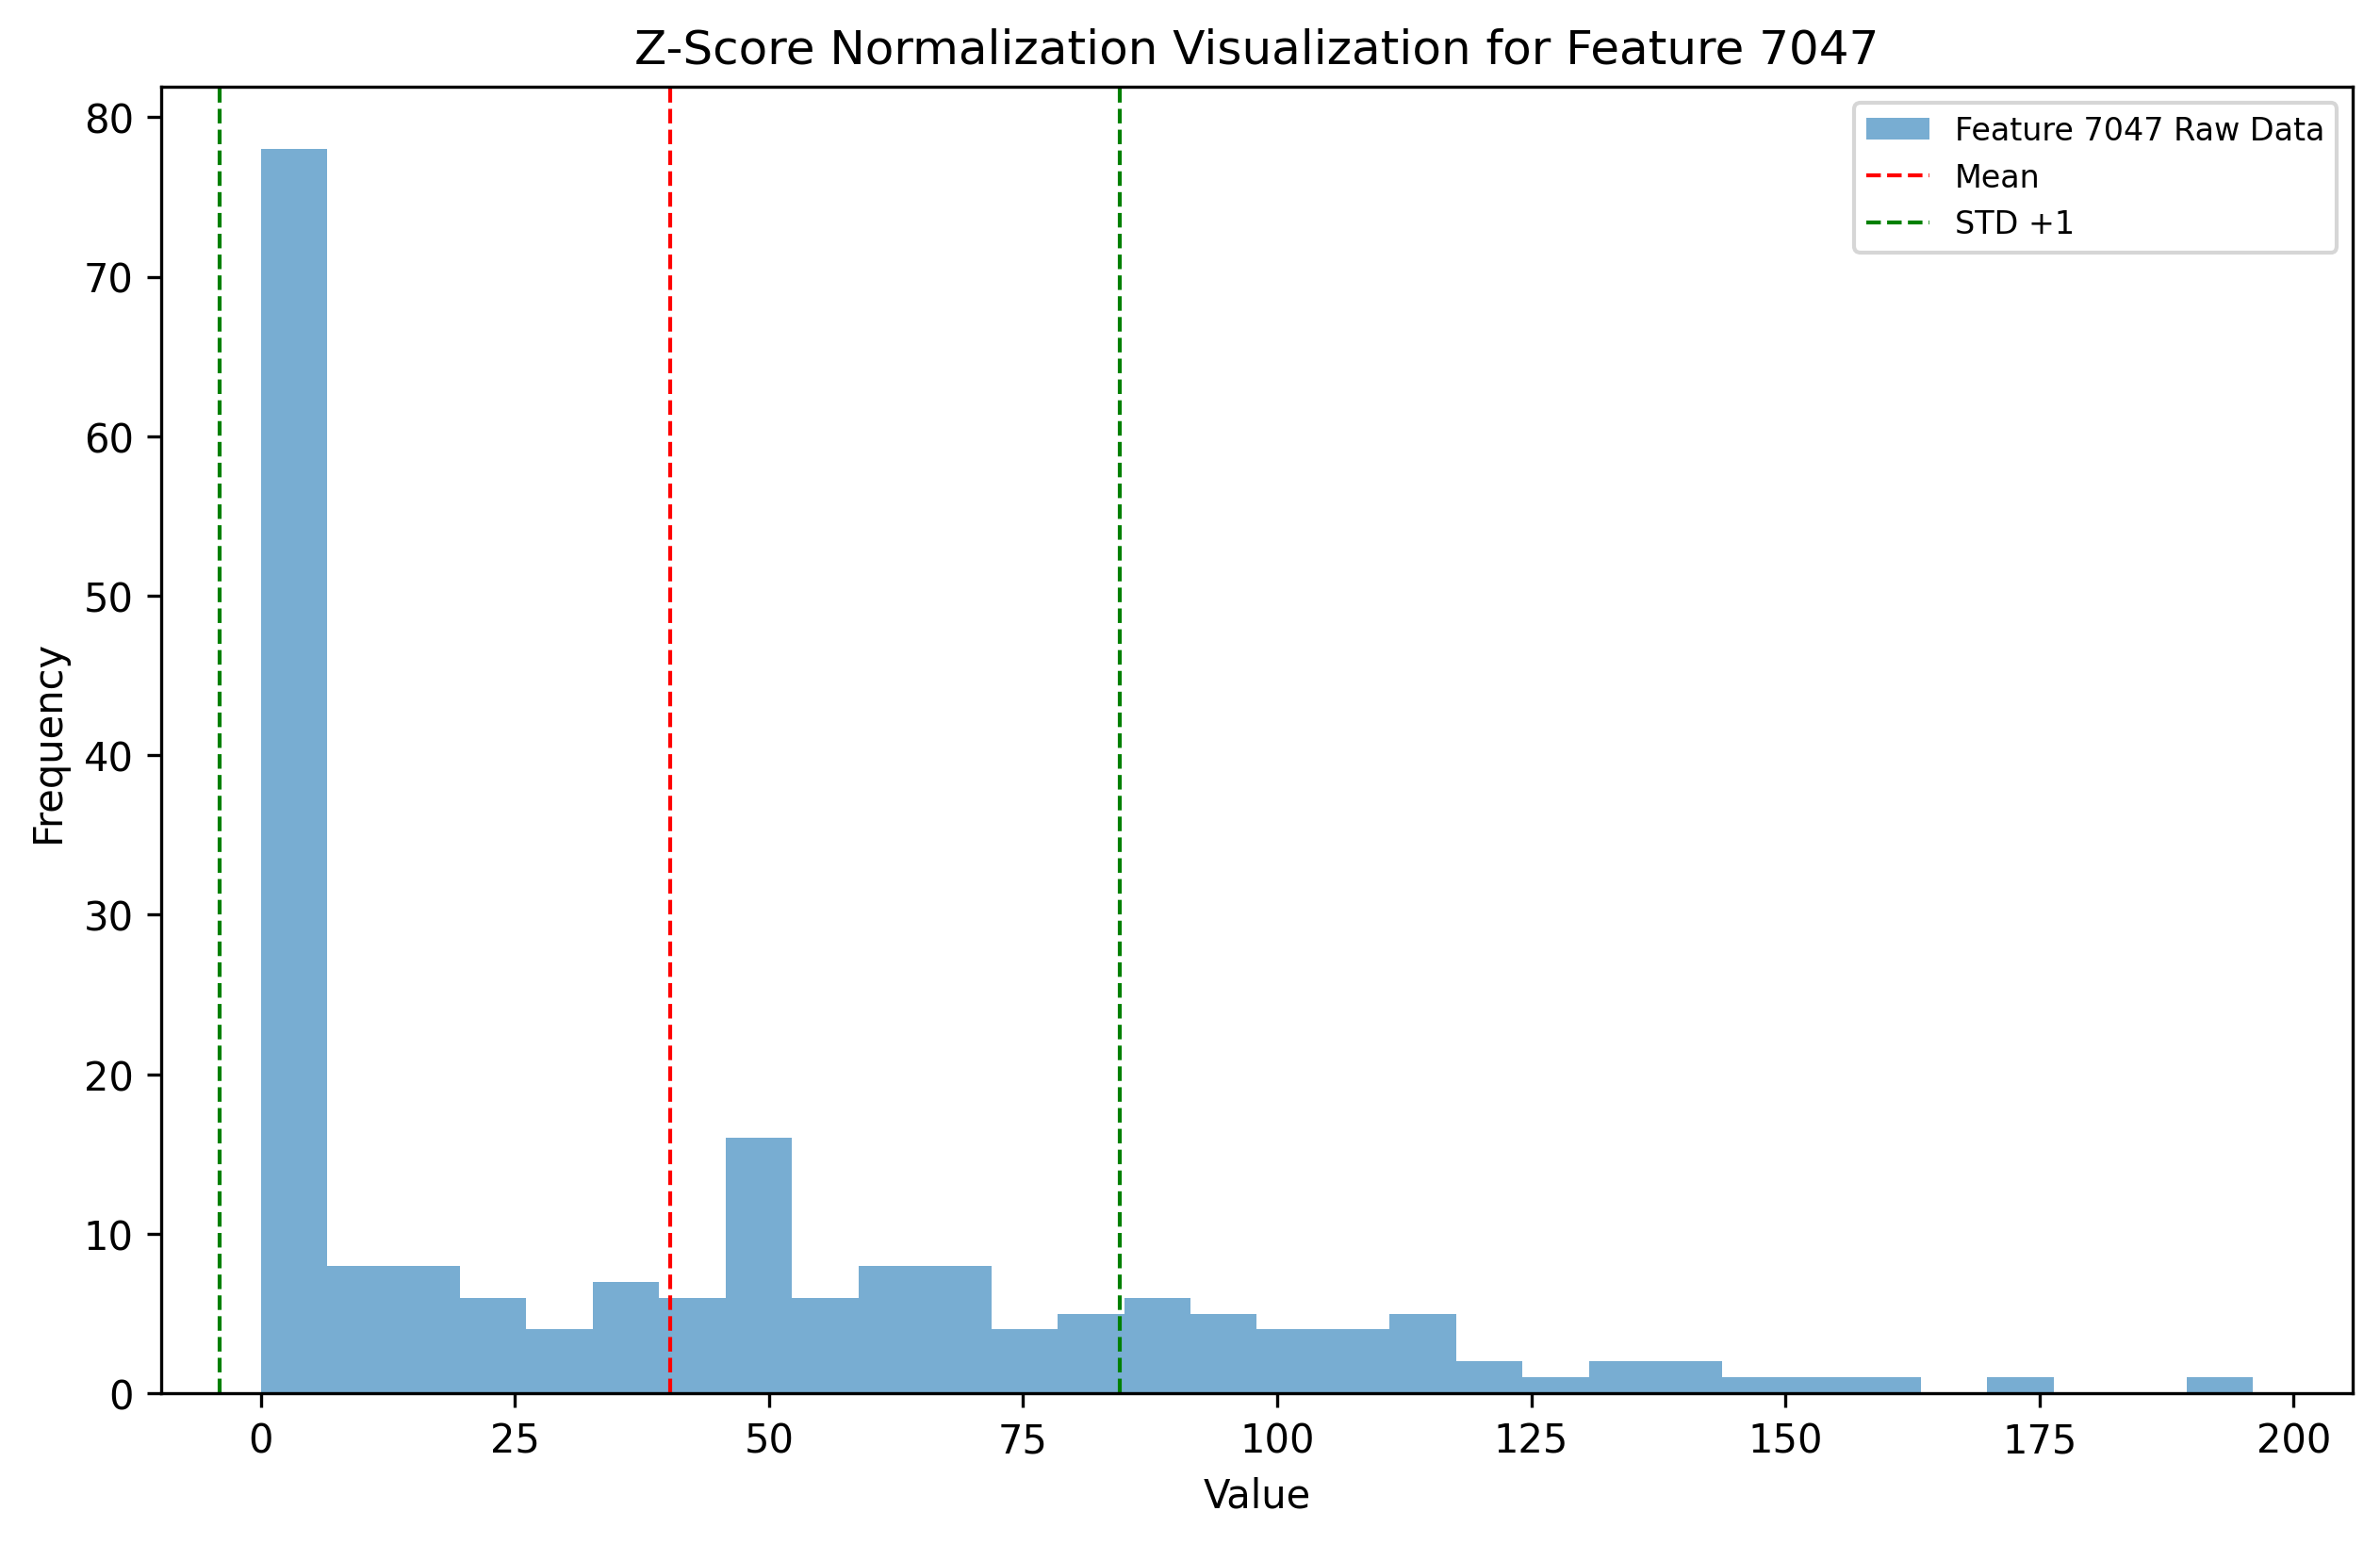 Z-Score Normalization Visualization for Feature 7047
Feature 7047 Raw Data
Mean
STD +1
80
70
60
50
40
30
20
10
0
Frequency
0 25 50 75 100 125 150 175 200
Value